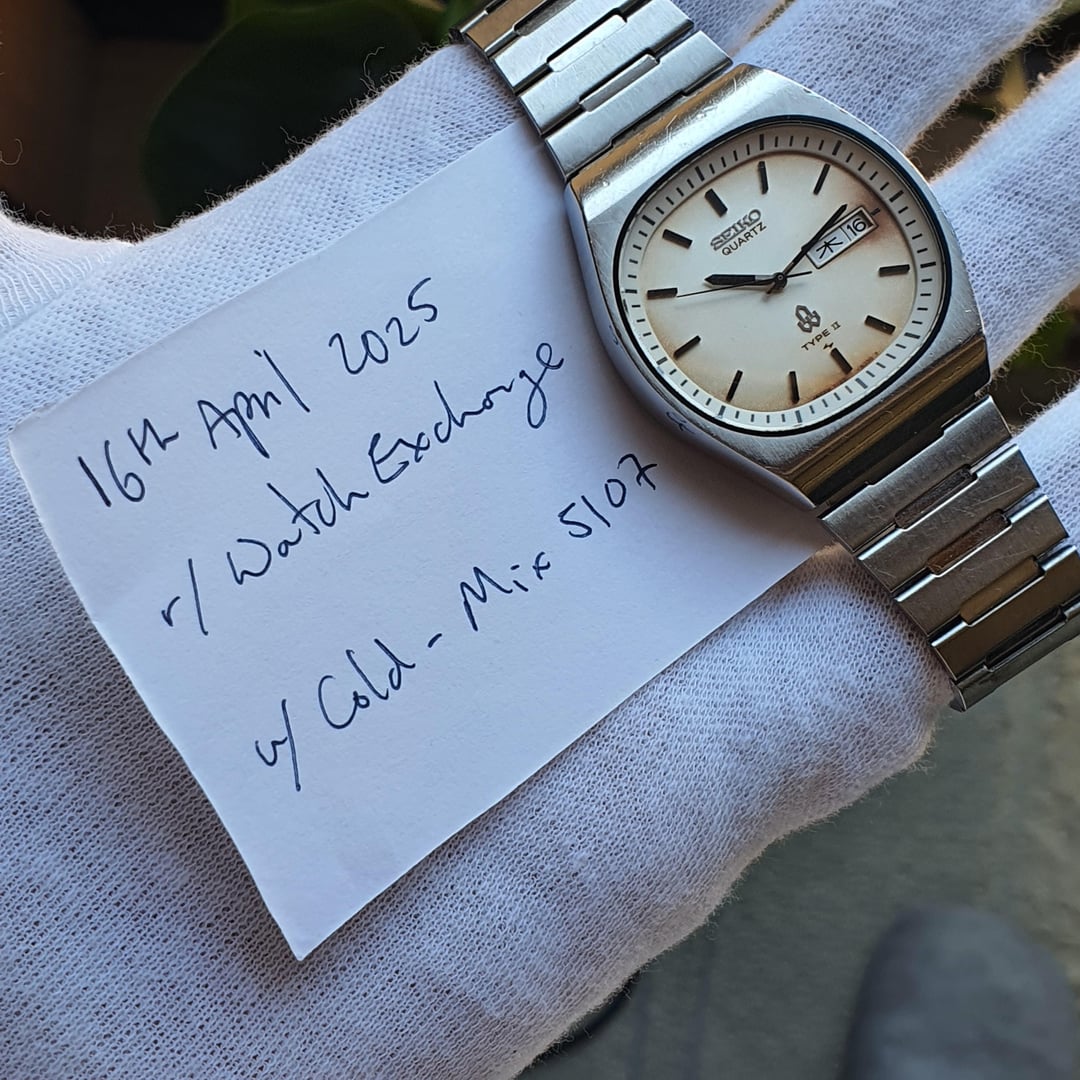 16th April 2025
r/WatchExchange
u/Cold-Mix5107
SEIKO
QUARTZ
木 16
TYPE II